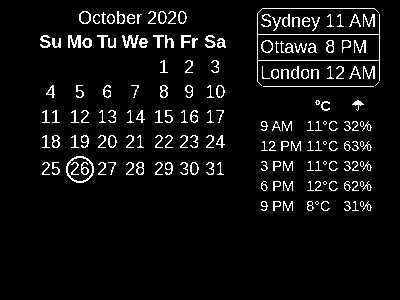 October 2020
Su Mo Tu We Th Fr Sa
1 2 3
4 5 6 7 8 9 10
11 12 13 14 15 16 17
18 19 20 21 22 23 24
25 26 27 28 29 30 31
Sydney 11 AM
Ottawa 8 PM
London 12 AM
°C ☂
9 AM 11°C 32%
12 PM 11°C 63%
3 PM 11°C 32%
6 PM 12°C 62%
9 PM 8°C 31%